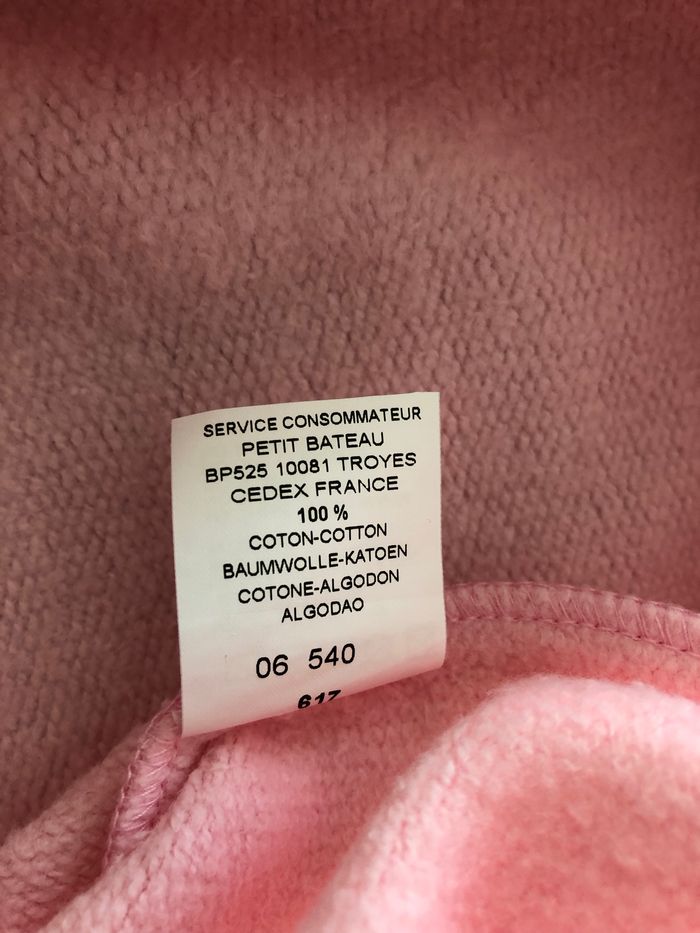 SERVICE CONSOMMATEUR
PETIT BATEAU
BP525 10081 TROYES
CEDEX FRANCE
100 %
COTON-COTTON
BAUMWOLLE-KATOEN
COTONE-ALGODON
ALGODAO
06 540